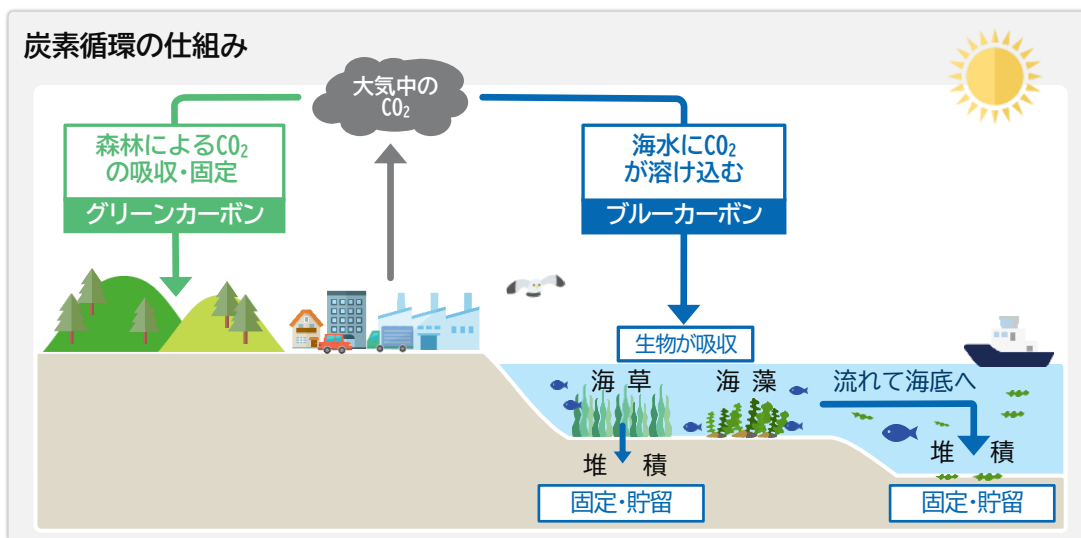 炭素循環の仕組み
大気中の
CO₂
森林によるCO₂
の吸収・固定
グリーンカーボン
海水にCO₂
が溶け込む
ブルーカーボン
生物が吸収
海草
海藻
流れて海底へ
堆積
堆積
固定・貯留
固定・貯留